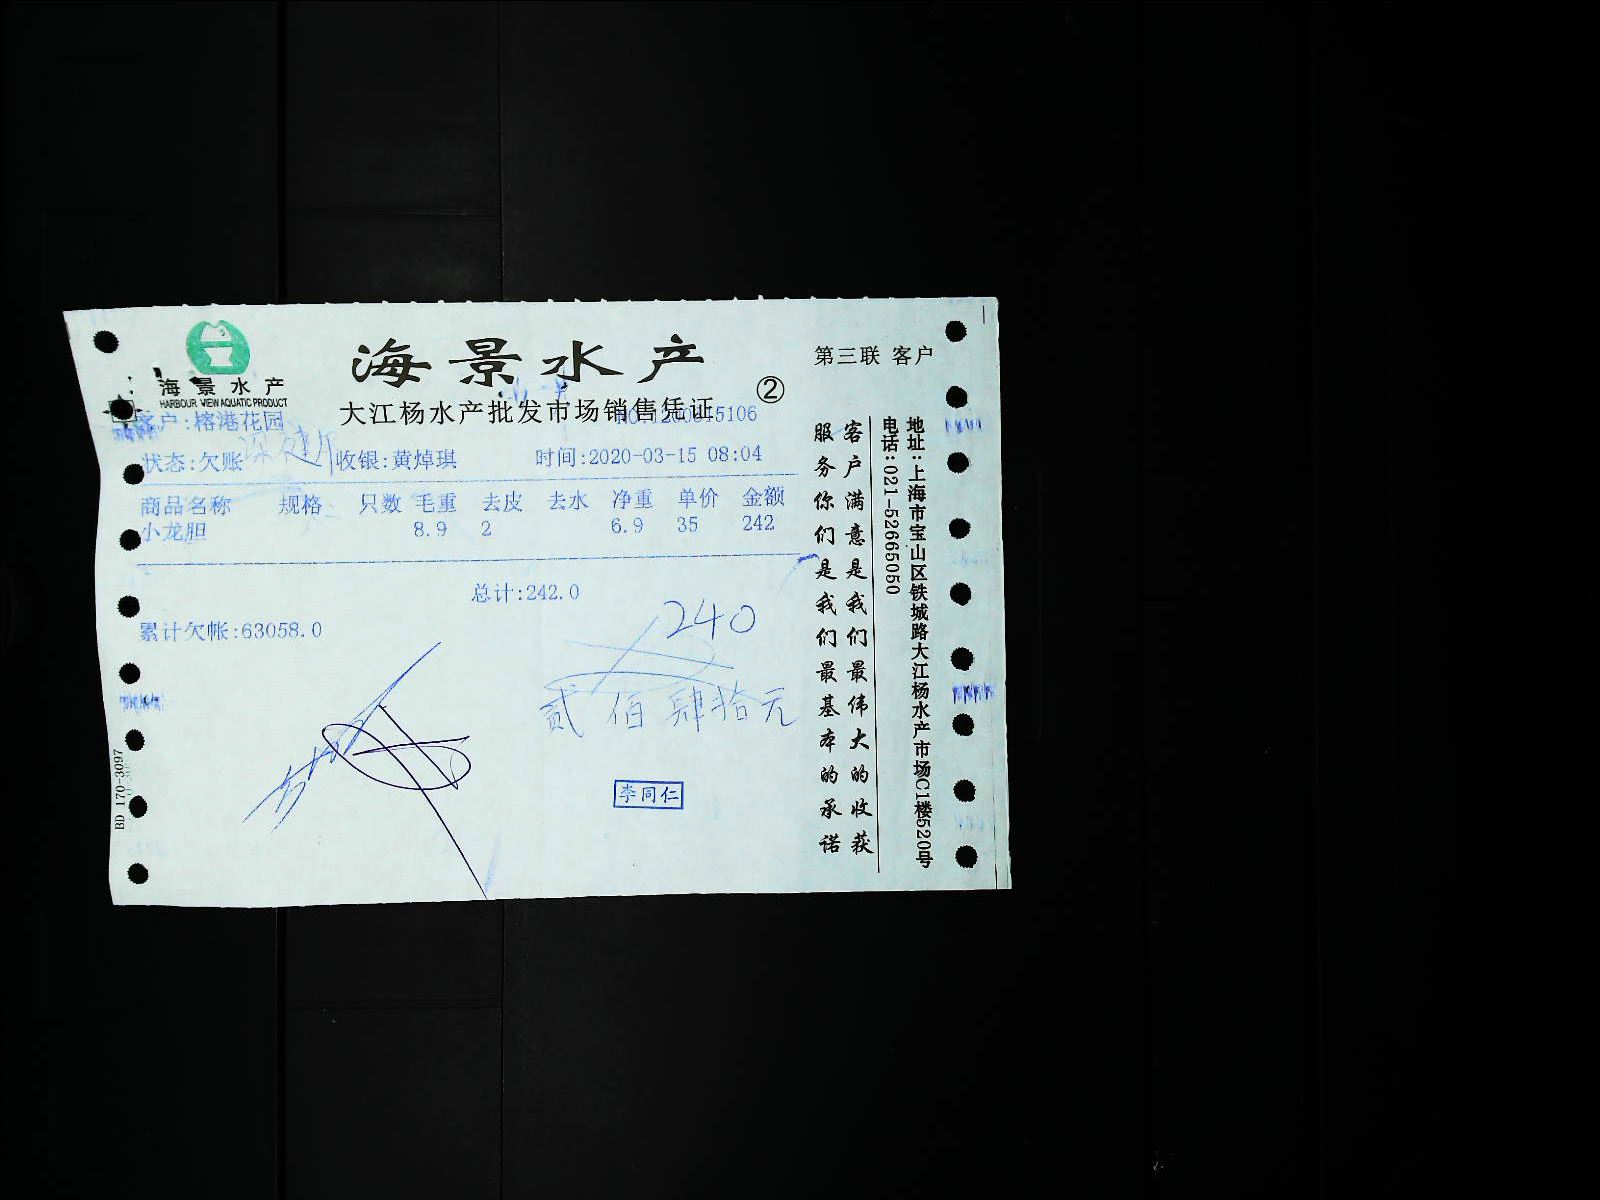 海景水产
HARBOUR VIEW AQUATIC PRODUCT
海景水产
大江杨水产批发市场销售凭证
②
第三联 客户
客户:榕港花园
状态:欠账
收银:黄焯琪
时间:2020-03-15 08:04
商品名称 规格 只数 毛重 去皮 去水 净重 单价 金额
小龙胆 8.9 2 6.9 35 242
总计:242.0
累计欠帐:63058.0
240
贰佰肆拾元
李同仁
BD 170-3097
客户满意是我们最伟大的收获
服务你们是我们最基本的承诺
地址:上海市宝山区铁城路大江杨水产市场C1楼520号
电话:021-52665050